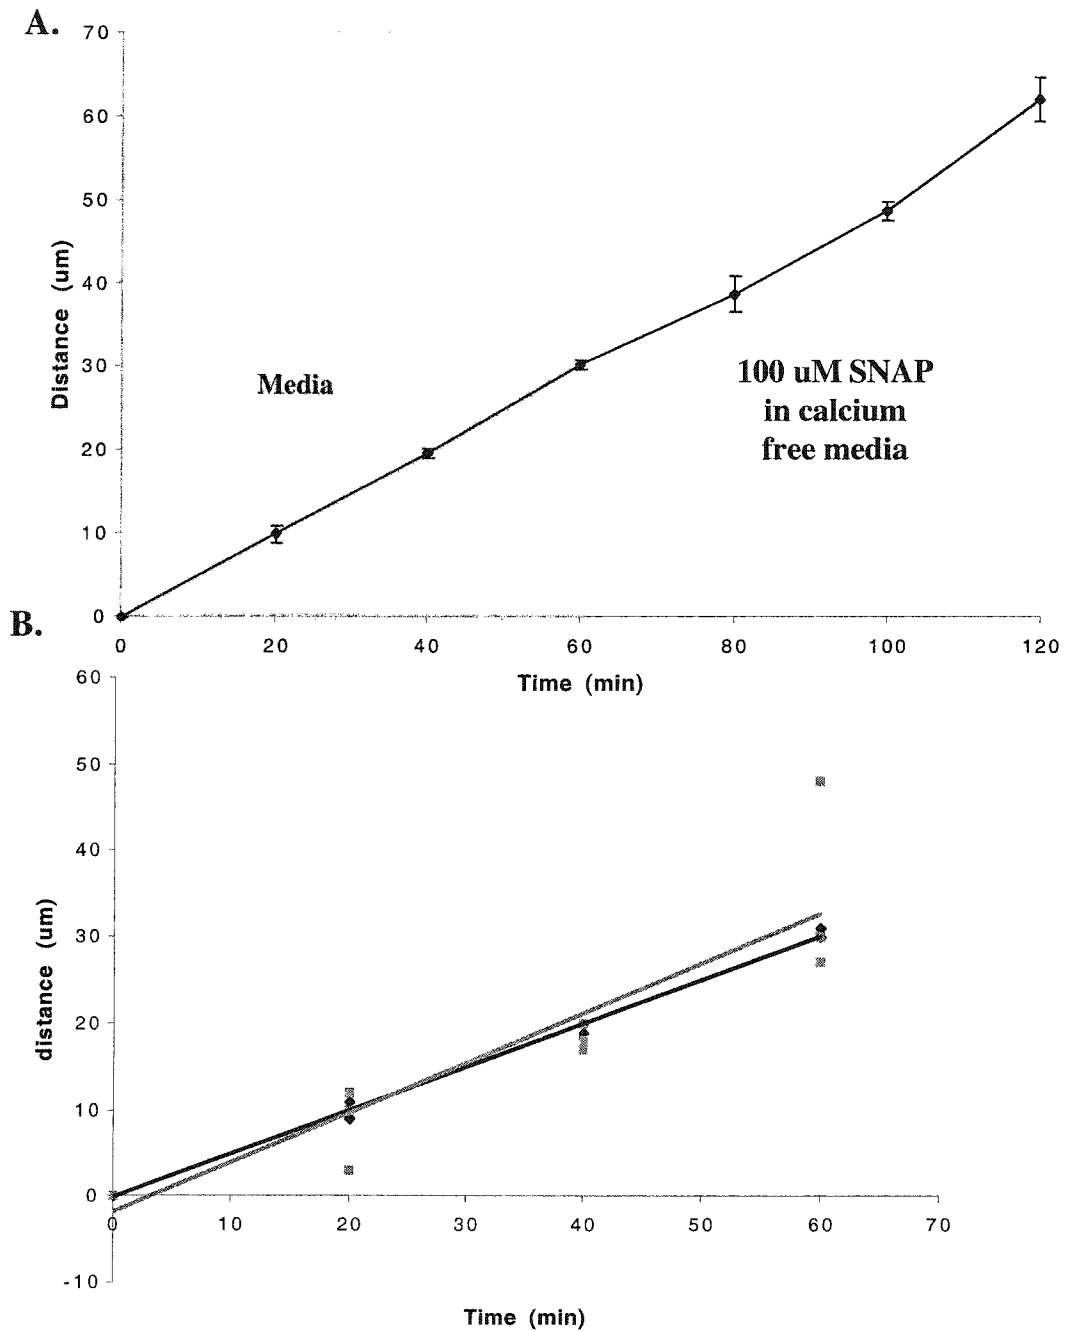 A.
70
60
50
40
30
20
10
0
Distance (um)
Media
100 uM SNAP
in calcium
free media
0 20 40 60 80 100 120
Time (min)
B.
60
50
40
30
20
10
0
-10
distance (um)
0 10 20 30 40 50 60 70
Time (min)